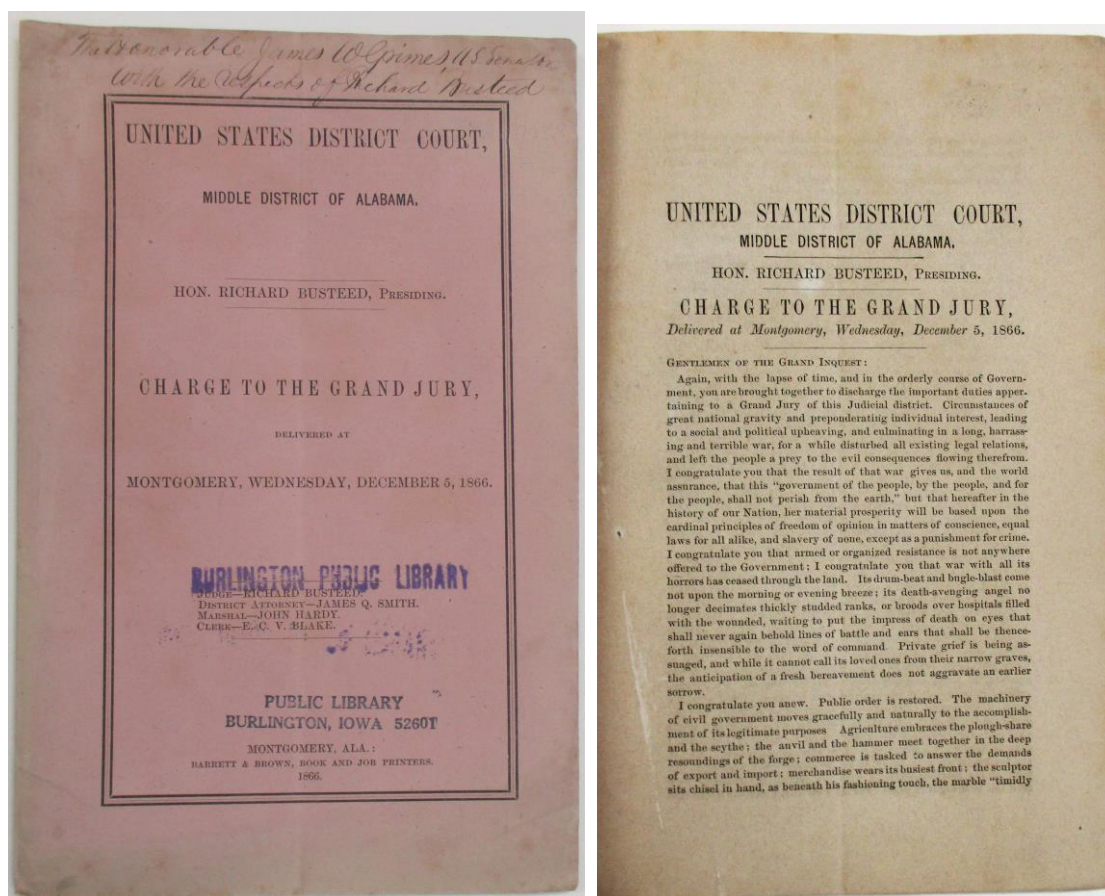 The Honorable James W Grimes, U.S. Senator
With the respects of Richard Busteed
UNITED STATES DISTRICT COURT,
MIDDLE DISTRICT OF ALABAMA.
HON. RICHARD BUSTEED, PRESIDING.
CHARGE TO THE GRAND JURY,
DELIVERED AT
MONTGOMERY, WEDNESDAY, DECEMBER 5, 1866.
BURLINGTON PUBLIC LIBRARY
JUDGE—RICHARD BUSTEED.
DISTRICT ATTORNEY—JAMES Q. SMITH.
MARSHAL—JOHN HARDY.
CLERK—E. C. V. BLAKE.
PUBLIC LIBRARY
BURLINGTON, IOWA 52601
MONTGOMERY, ALA.:
BARRETT & BROWN, BOOK AND JOB PRINTERS.
1866.
UNITED STATES DISTRICT COURT,
MIDDLE DISTRICT OF ALABAMA.
HON. RICHARD BUSTEED, PRESIDING.
CHARGE TO THE GRAND JURY,
Delivered at Montgomery, Wednesday, December 5, 1866.
GENTLEMEN OF THE GRAND INQUEST:
Again, with the lapse of time, and in the orderly course of Govern-
ment, you are brought together to discharge the important duties apper-
taining to a Grand Jury of this Judicial district. Circumstances of
great national gravity and preponderating individual interest, leading
to a social and political upheaving, and culminating in a long, harrass-
ing and terrible war, for a while disturbed all existing legal relations,
and left the people a prey to the evil consequences flowing therefrom.
I congratulate you that the result of that war gives us, and the world
assurance, that this "government of the people, by the people, and for
the people, shall not perish from the earth," but that hereafter in the
history of our Nation, her material prosperity will be based upon the
cardinal principles of freedom of opinion in matters of conscience, equal
laws for all alike, and slavery of none, except as a punishment for crime.
I congratulate you that armed or organized resistance is not anywhere
offered to the Government; I congratulate you that war with all its
horrors has ceased through the land. Its drum-beat and bugle-blast come
not upon the morning or evening breeze; its death-avenging angel no
longer decimates thickly studded ranks, or broods over hospitals filled
with the wounded, waiting to put the impress of death on eyes that
shall never again behold lines of battle and ears that shall be thence-
forth insensible to the word of command. Private grief is being as-
suaged, and while it cannot call its loved ones from their narrow graves,
the anticipation of a fresh bereavement does not aggravate an earlier
sorrow.
I congratulate you anew. Public order is restored. The machinery
of civil government moves gracefully and naturally to the accomplish-
ment of its legitimate purposes Agriculture embraces the plough-share
and the scythe; the anvil and the hammer meet together in the deep
resoundings of the forge; commerce is tasked to answer the demands
of export and import; merchandise wears its busiest front; the sculptor
sits chisel in hand, as beneath his fashioning touch, the marble "timidly